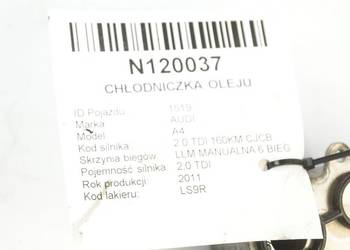 N120037
CHŁODNICZKA OLEJU
ID Pojazdu 1519
Marka AUDI
Model A4
Kod silnika 2.0 TDI 160KM CJCB
Skrzynia biegów: LLM MANUALNA 6 BIEG
Pojemność silnika 2.0 TDI
Rok produkcji: 2011
Kod lakieru: LS9R